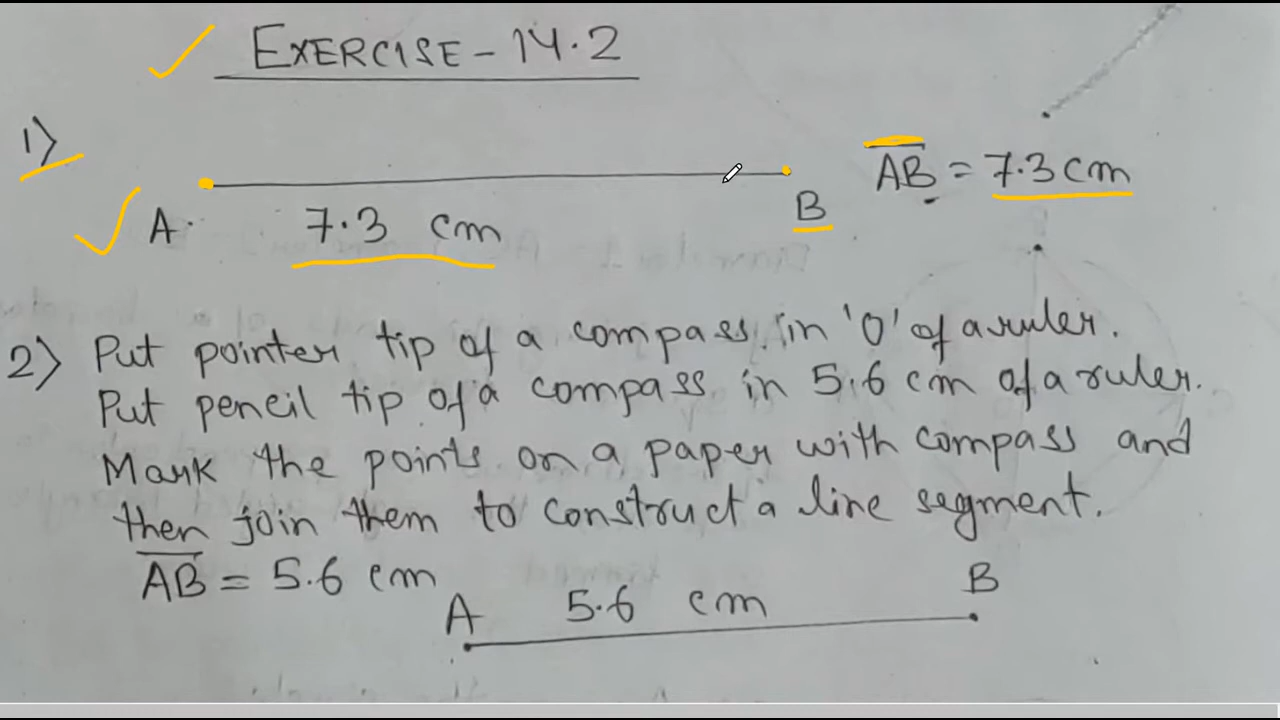 EXERCISE - 14.2
1)
A 7.3 cm B
AB = 7.3 cm
2) Put pointer tip of a compass in '0' of a ruler.
Put pencil tip of a compass in 5.6 cm of a ruler.
Mark the points on a paper with compass and
then join them to construct a line segment.
AB = 5.6 cm
A 5.6 cm B